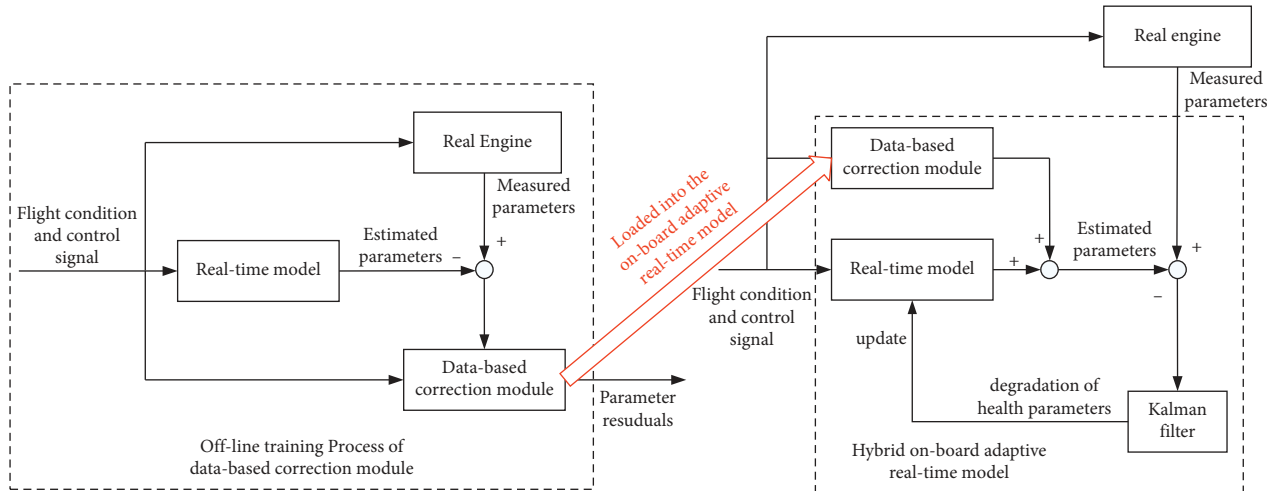 Real Engine
Measured
parameters
Flight condition
and control
signal
Real-time model
Estimated
parameters
+
−
Data-based
correction module
Parameter
resuduals
Off-line training Process of
data-based correction module
Loaded into the
on-board adaptive
real-time model
Real engine
Measured
parameters
Data-based
correction module
Flight condition
and control
signal
Real-time model
+
+
Estimated
parameters
+
−
update
degradation of
health parameters
Kalman
filter
Hybrid on-board adaptive
real-time model